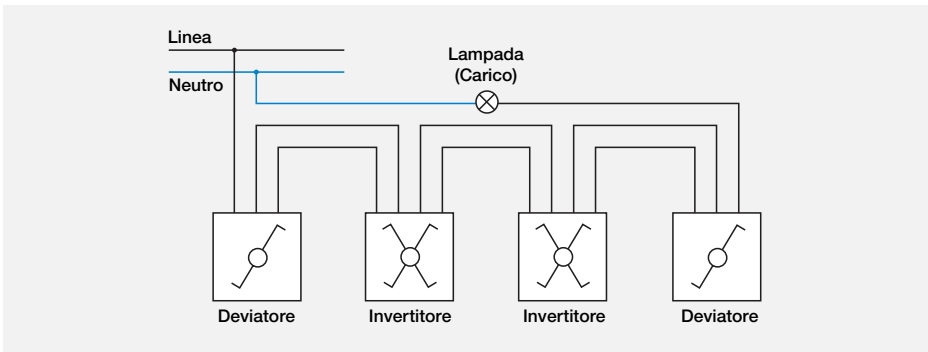 Linea
Neutro
Lampada
(Carico)
Deviatore
Invertitore
Invertitore
Deviatore